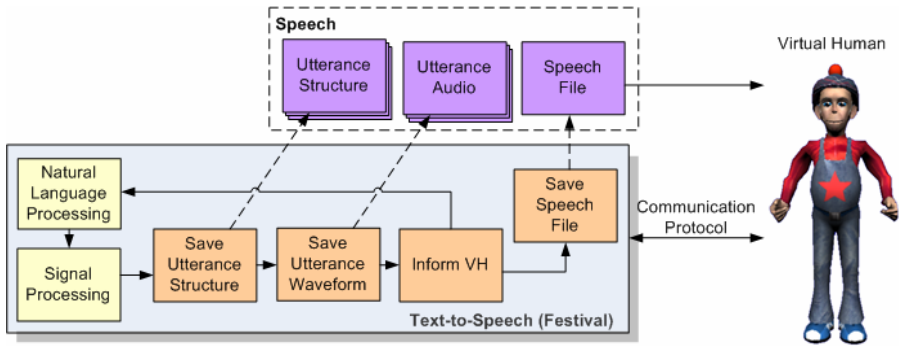 Speech
Utterance
Structure
Utterance
Audio
Speech
File
Virtual Human
Natural
Language
Processing
Signal
Processing
Save
Utterance
Structure
Save
Utterance
Waveform
Inform VH
Save
Speech
File
Communication
Protocol
Text-to-Speech (Festival)